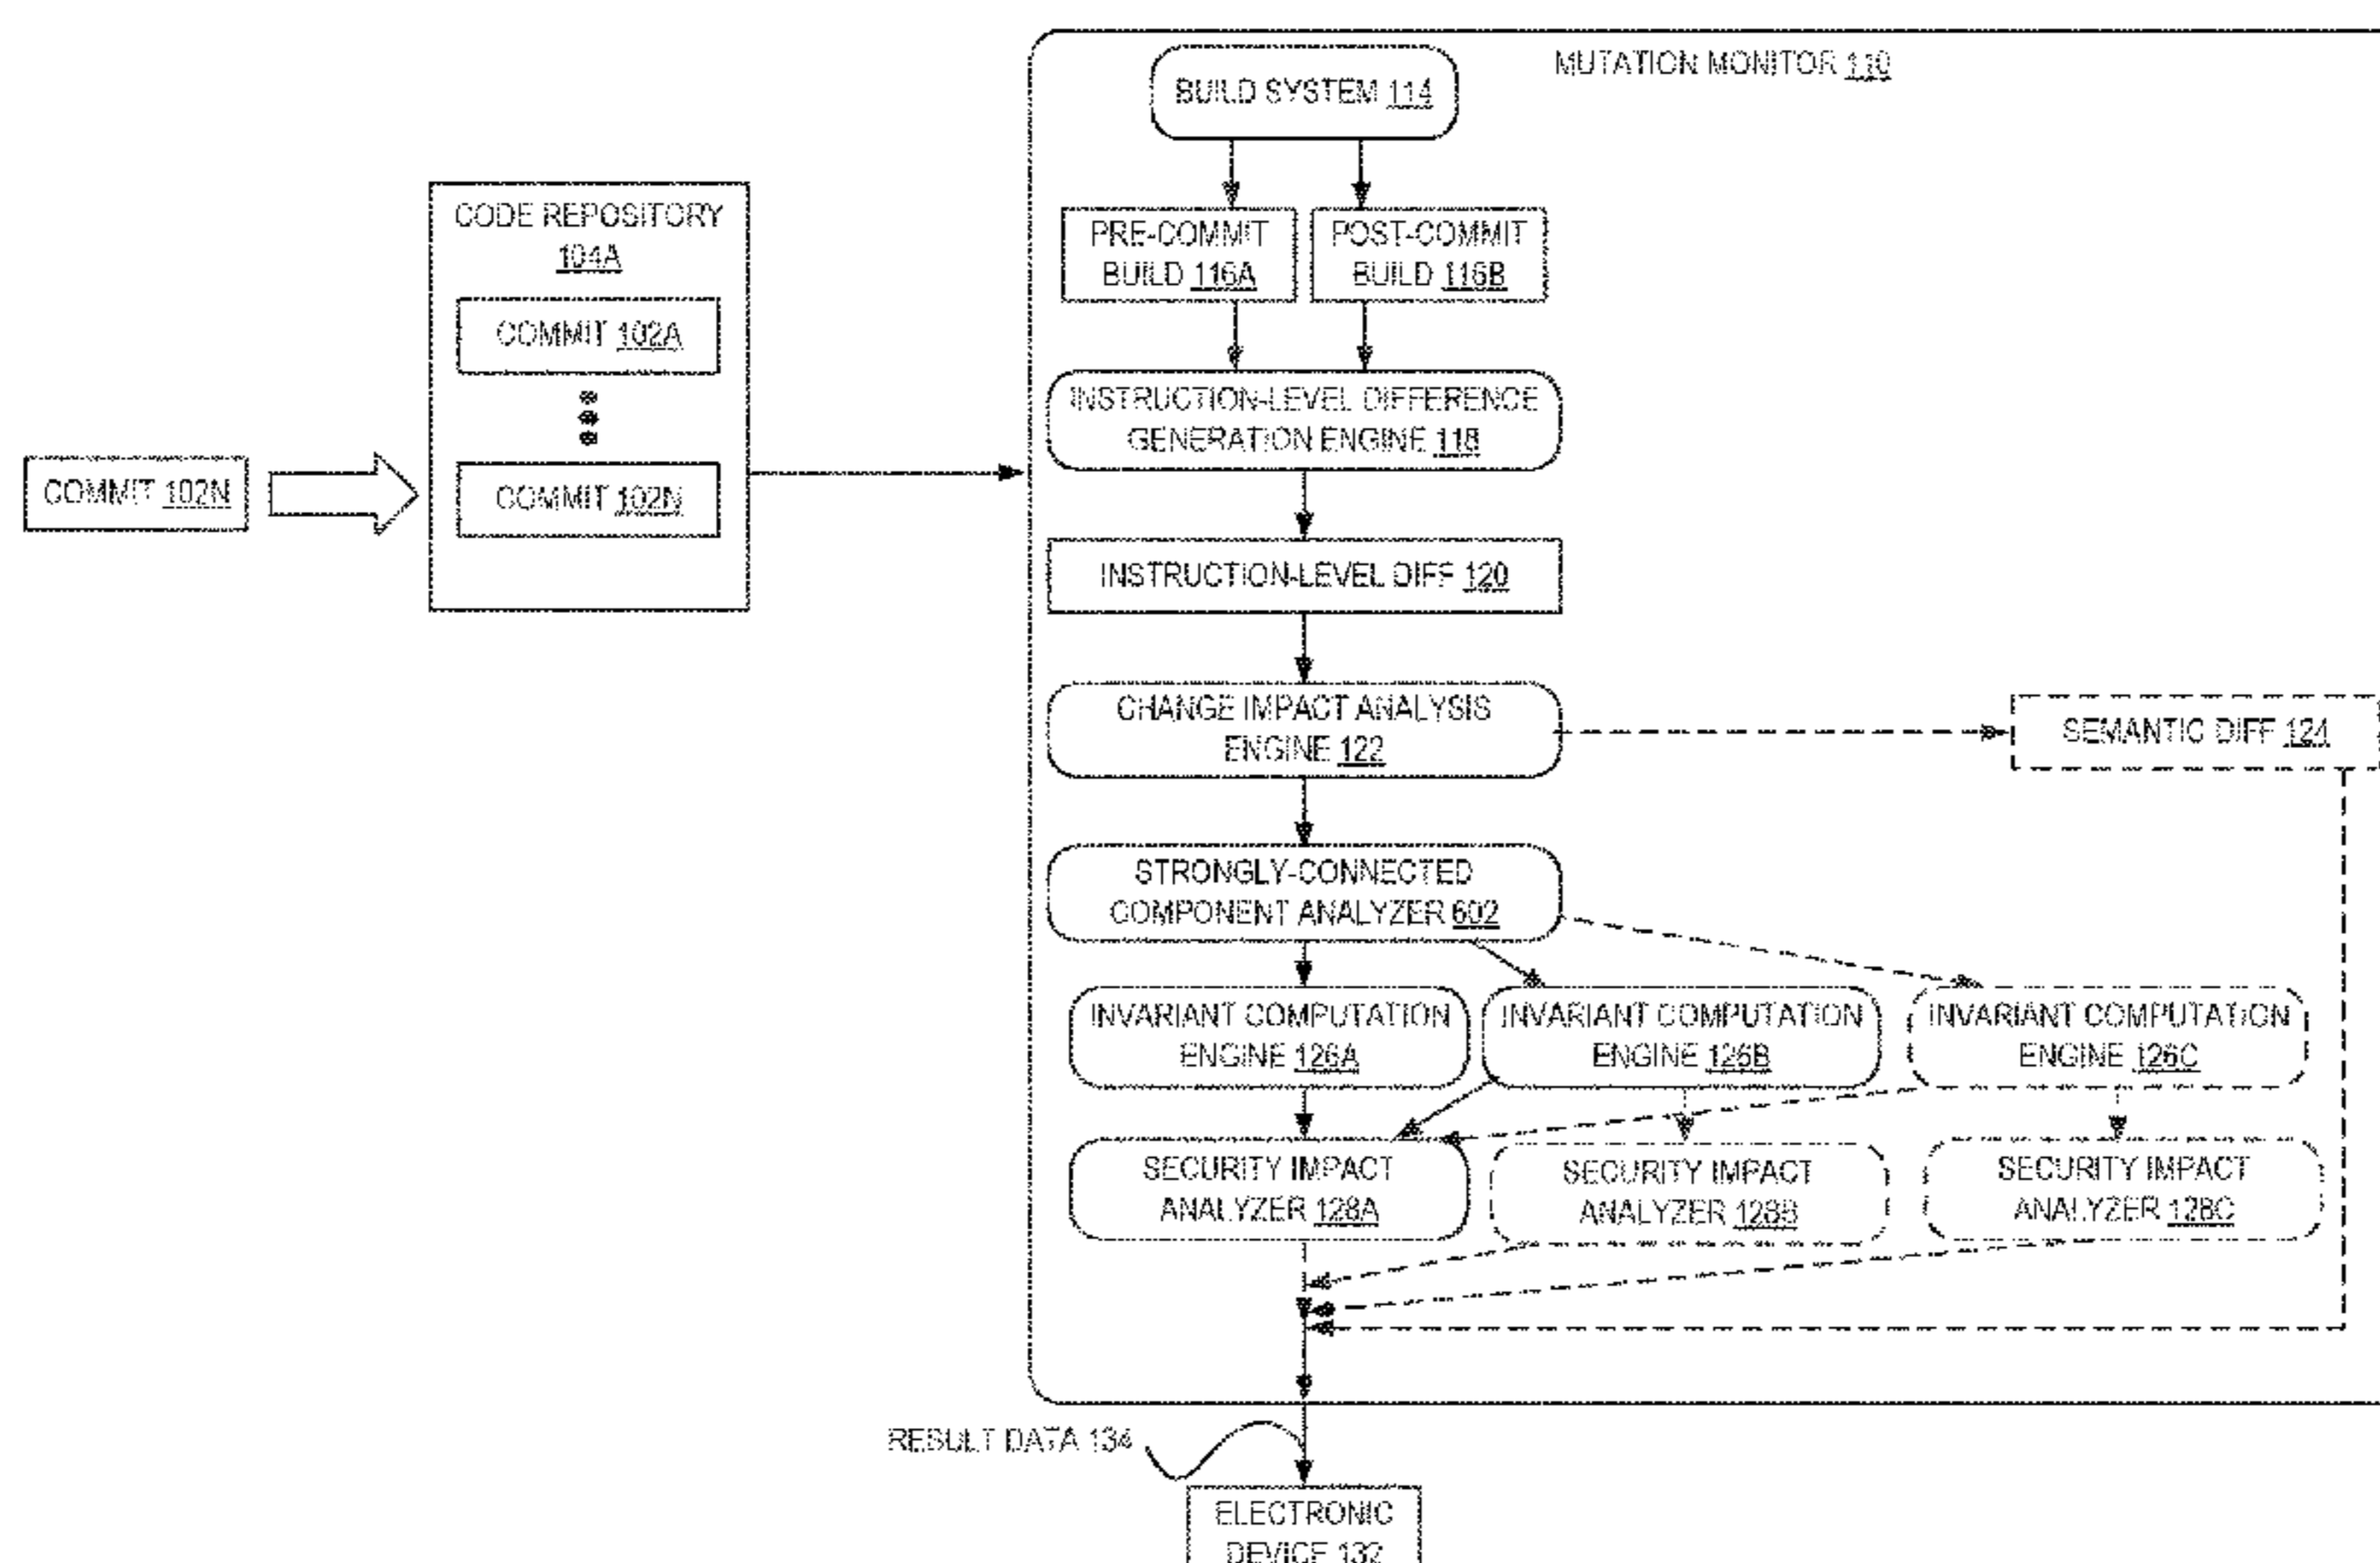 MUTATION MONITOR 110
BUILD SYSTEM 114
CODE REPOSITORY
104A
COMMIT 102A
COMMIT 102N
COMMIT 102N
PRE-COMMIT
BUILD 116A
POST-COMMIT
BUILD 116B
INSTRUCTION-LEVEL DIFFERENCE
GENERATION ENGINE 118
INSTRUCTION-LEVEL DIFF 120
CHANGE IMPACT ANALYSIS
ENGINE 122
SEMANTIC DIFF 124
STRONGLY-CONNECTED
COMPONENT ANALYZER 602
INVARIANT COMPUTATION
ENGINE 126A
INVARIANT COMPUTATION
ENGINE 126B
INVARIANT COMPUTATION
ENGINE 126C
SECURITY IMPACT
ANALYZER 128A
SECURITY IMPACT
ANALYZER 128B
SECURITY IMPACT
ANALYZER 128C
RESULT DATA 134
ELECTRONIC
DEVICE 132